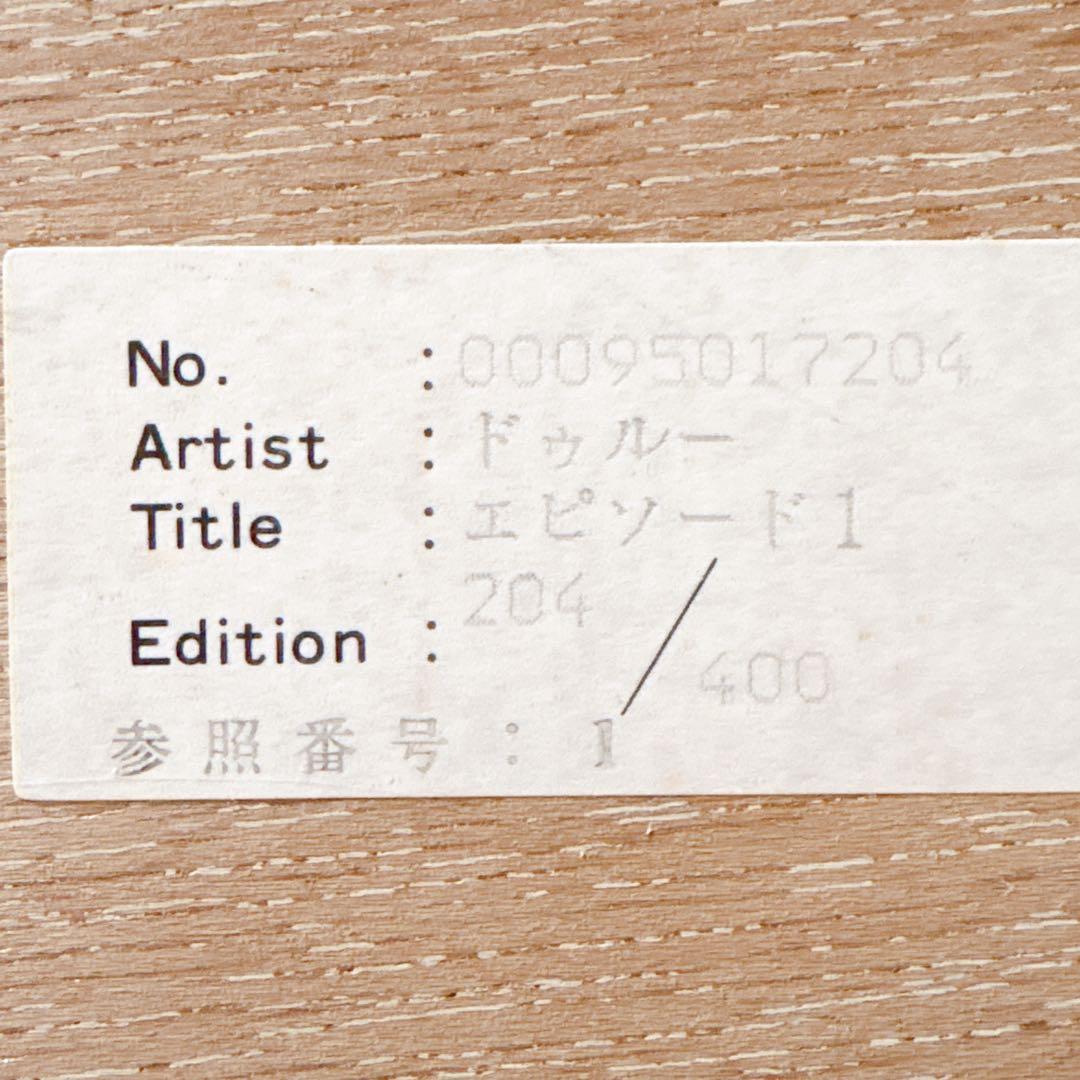 No. : 00095017204
Artist : ドゥルー
Title : エピソード1
Edition : 204/400
参照番号 : 1